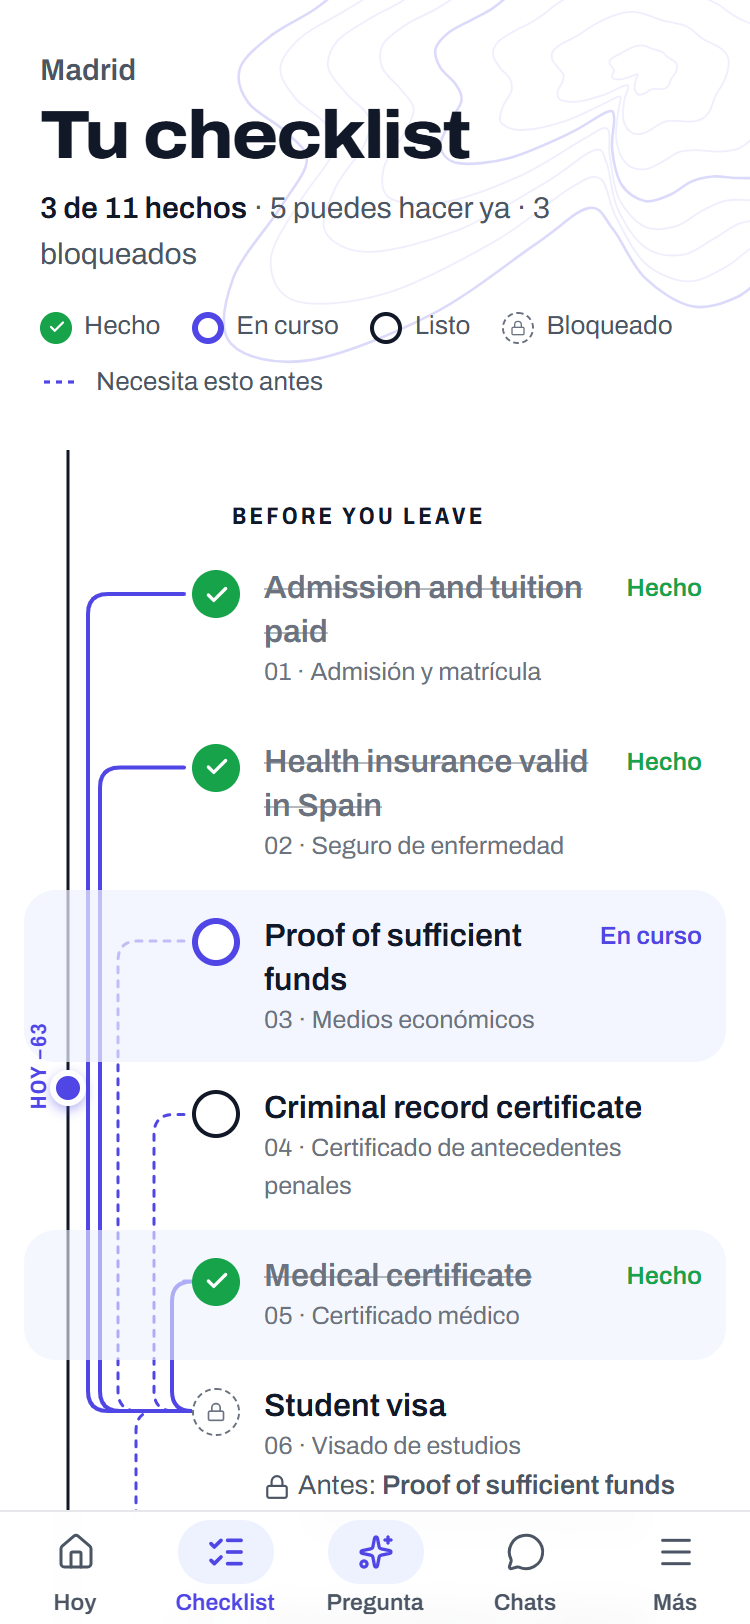 Madrid
Tu checklist
3 de 11 hechos · 5 puedes hacer ya · 3
bloqueados
Hecho
En curso
Listo
Bloqueado
Necesita esto antes
BEFORE YOU LEAVE
Admission and tuition
paid
Hecho
01 · Admisión y matrícula
Health insurance valid
in Spain
Hecho
02 · Seguro de enfermedad
Proof of sufficient
funds
En curso
03 · Medios económicos
HOY −63
Criminal record certificate
04 · Certificado de antecedentes
penales
Medical certificate
Hecho
05 · Certificado médico
Student visa
06 · Visado de estudios
Antes: Proof of sufficient funds
Hoy
Checklist
Pregunta
Chats
Más